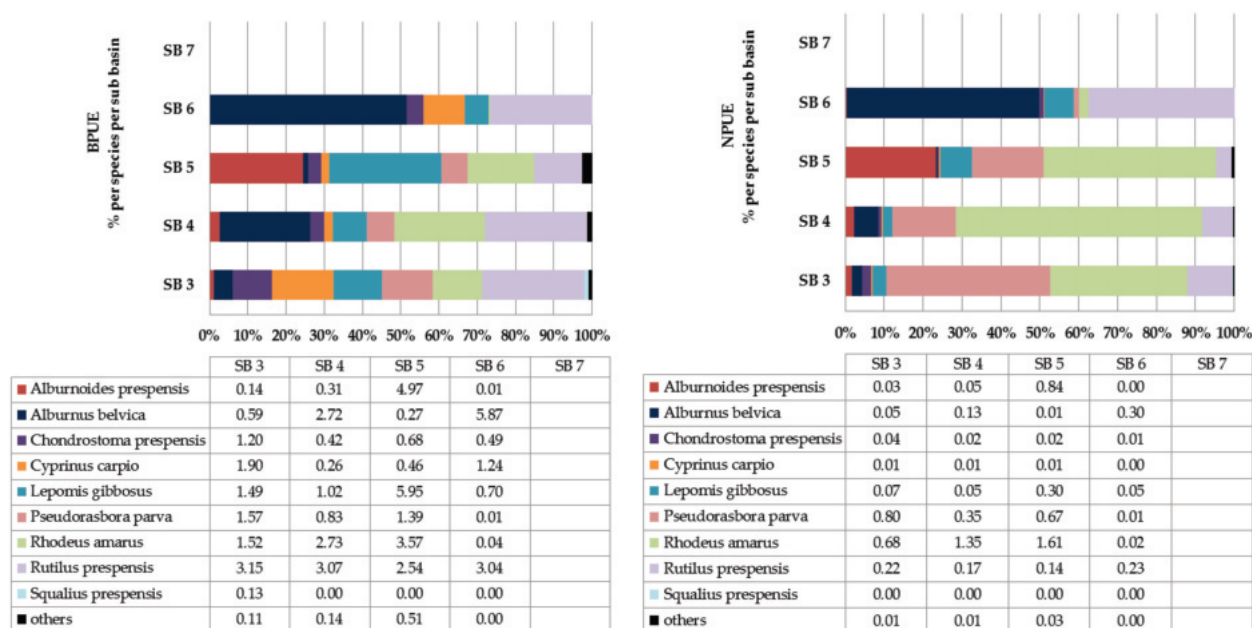 BPUE
% per species per sub basin
SB 7
SB 6
SB 5
SB 4
SB 3
0% 10% 20% 30% 40% 50% 60% 70% 80% 90% 100%
SB 3 SB 4 SB 5 SB 6 SB 7
Alburnoides prespensis 0.14 0.31 4.97 0.01
Alburnus belvica 0.59 2.72 0.27 5.87
Chondrostoma prespensis 1.20 0.42 0.68 0.49
Cyprinus carpio 1.90 0.26 0.46 1.24
Lepomis gibbosus 1.49 1.02 5.95 0.70
Pseudorasbora parva 1.57 0.83 1.39 0.01
Rhodeus amarus 1.52 2.73 3.57 0.04
Rutilus prespensis 3.15 3.07 2.54 3.04
Squalius prespensis 0.13 0.00 0.00 0.00
others 0.11 0.14 0.51 0.00
NPUE
% per species per sub basin
SB 7
SB 6
SB 5
SB 4
SB 3
0% 10% 20% 30% 40% 50% 60% 70% 80% 90% 100%
SB 3 SB 4 SB 5 SB 6 SB 7
Alburnoides prespensis 0.03 0.05 0.84 0.00
Alburnus belvica 0.05 0.13 0.01 0.30
Chondrostoma prespensis 0.04 0.02 0.02 0.01
Cyprinus carpio 0.01 0.01 0.01 0.00
Lepomis gibbosus 0.07 0.05 0.30 0.05
Pseudorasbora parva 0.80 0.35 0.67 0.01
Rhodeus amarus 0.68 1.35 1.61 0.02
Rutilus prespensis 0.22 0.17 0.14 0.23
Squalius prespensis 0.00 0.00 0.00 0.00
others 0.01 0.01 0.03 0.00